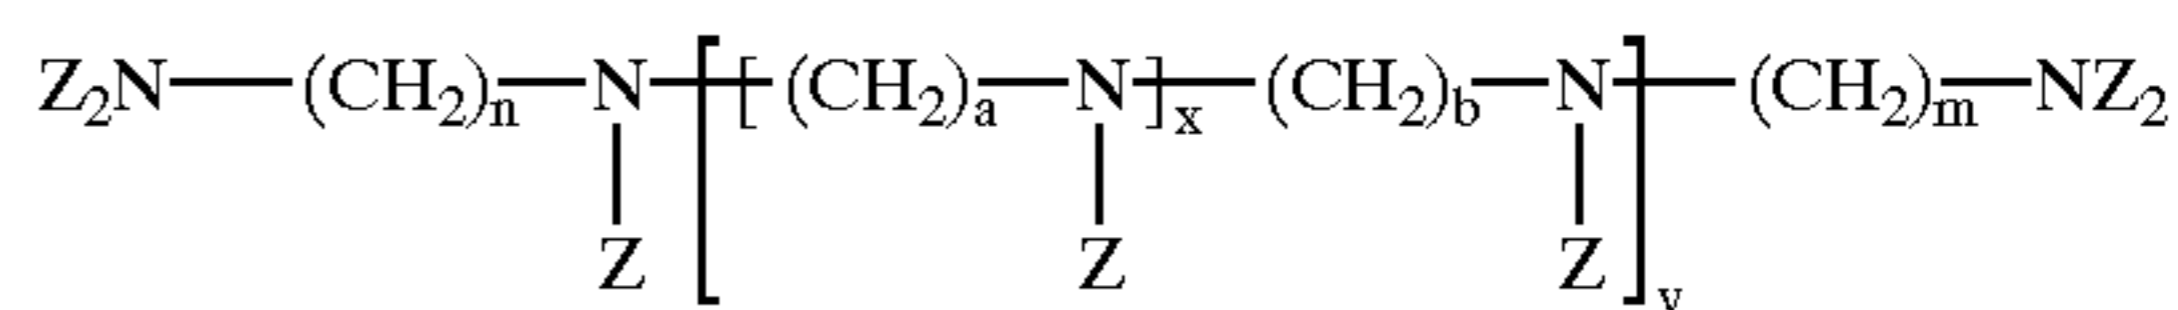 Z₂N—(CH₂)ₙ—N—[[(CH₂)ₐ—N]ₓ—(CH₂)b—N]y—(CH₂)ₘ—NZ₂
Z Z Z